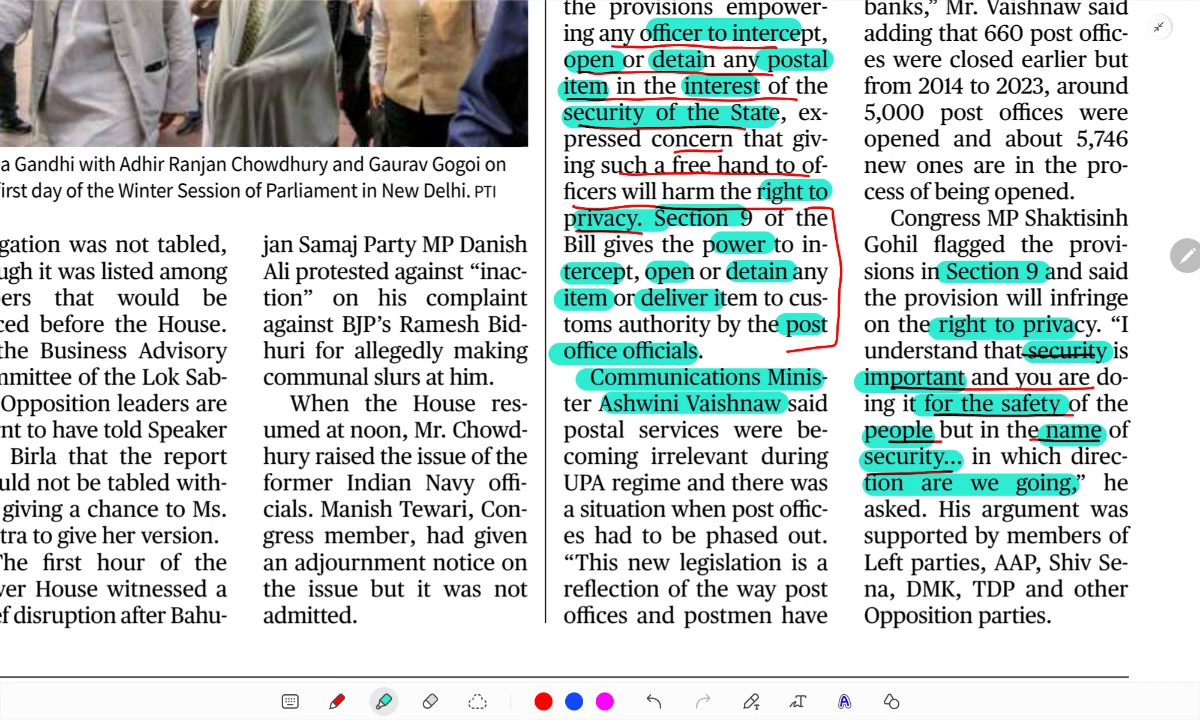 a Gandhi with Adhir Ranjan Chowdhury and Gaurav Gogoi on
first day of the Winter Session of Parliament in New Delhi. PTI
gation was not tabled,
ugh it was listed among
ers that would be
ced before the House.
the Business Advisory
mmittee of the Lok Sab-
Opposition leaders are
nt to have told Speaker
Birla that the report
uld not be tabled with-
giving a chance to Ms.
tra to give her version.
The first hour of the
wer House witnessed a
ef disruption after Bahu-
jan Samaj Party MP Danish
Ali protested against “inac-
tion” on his complaint
against BJP’s Ramesh Bid-
huri for allegedly making
communal slurs at him.
When the House res-
umed at noon, Mr. Chowd-
hury raised the issue of the
former Indian Navy offi-
cials. Manish Tewari, Con-
gress member, had given
an adjournment notice on
the issue but it was not
admitted.
the provisions empower-
ing any officer to intercept,
open or detain any postal
item in the interest of the
security of the State, ex-
pressed concern that giv-
ing such a free hand to of-
ficers will harm the right to
privacy. Section 9 of the
Bill gives the power to in-
tercept, open or detain any
item or deliver item to cus-
toms authority by the post
office officials.
Communications Minis-
ter Ashwini Vaishnaw said
postal services were be-
coming irrelevant during
UPA regime and there was
a situation when post offic-
es had to be phased out.
“This new legislation is a
reflection of the way post
offices and postmen have
banks,” Mr. Vaishnaw said
adding that 660 post offic-
es were closed earlier but
from 2014 to 2023, around
5,000 post offices were
opened and about 5,746
new ones are in the pro-
cess of being opened.
Congress MP Shaktisinh
Gohil flagged the provi-
sions in Section 9 and said
the provision will infringe
on the right to privacy. “I
understand that security is
important and you are do-
ing it for the safety of the
people but in the name of
security... in which direc-
tion are we going,” he
asked. His argument was
supported by members of
Left parties, AAP, Shiv Se-
na, DMK, TDP and other
Opposition parties.